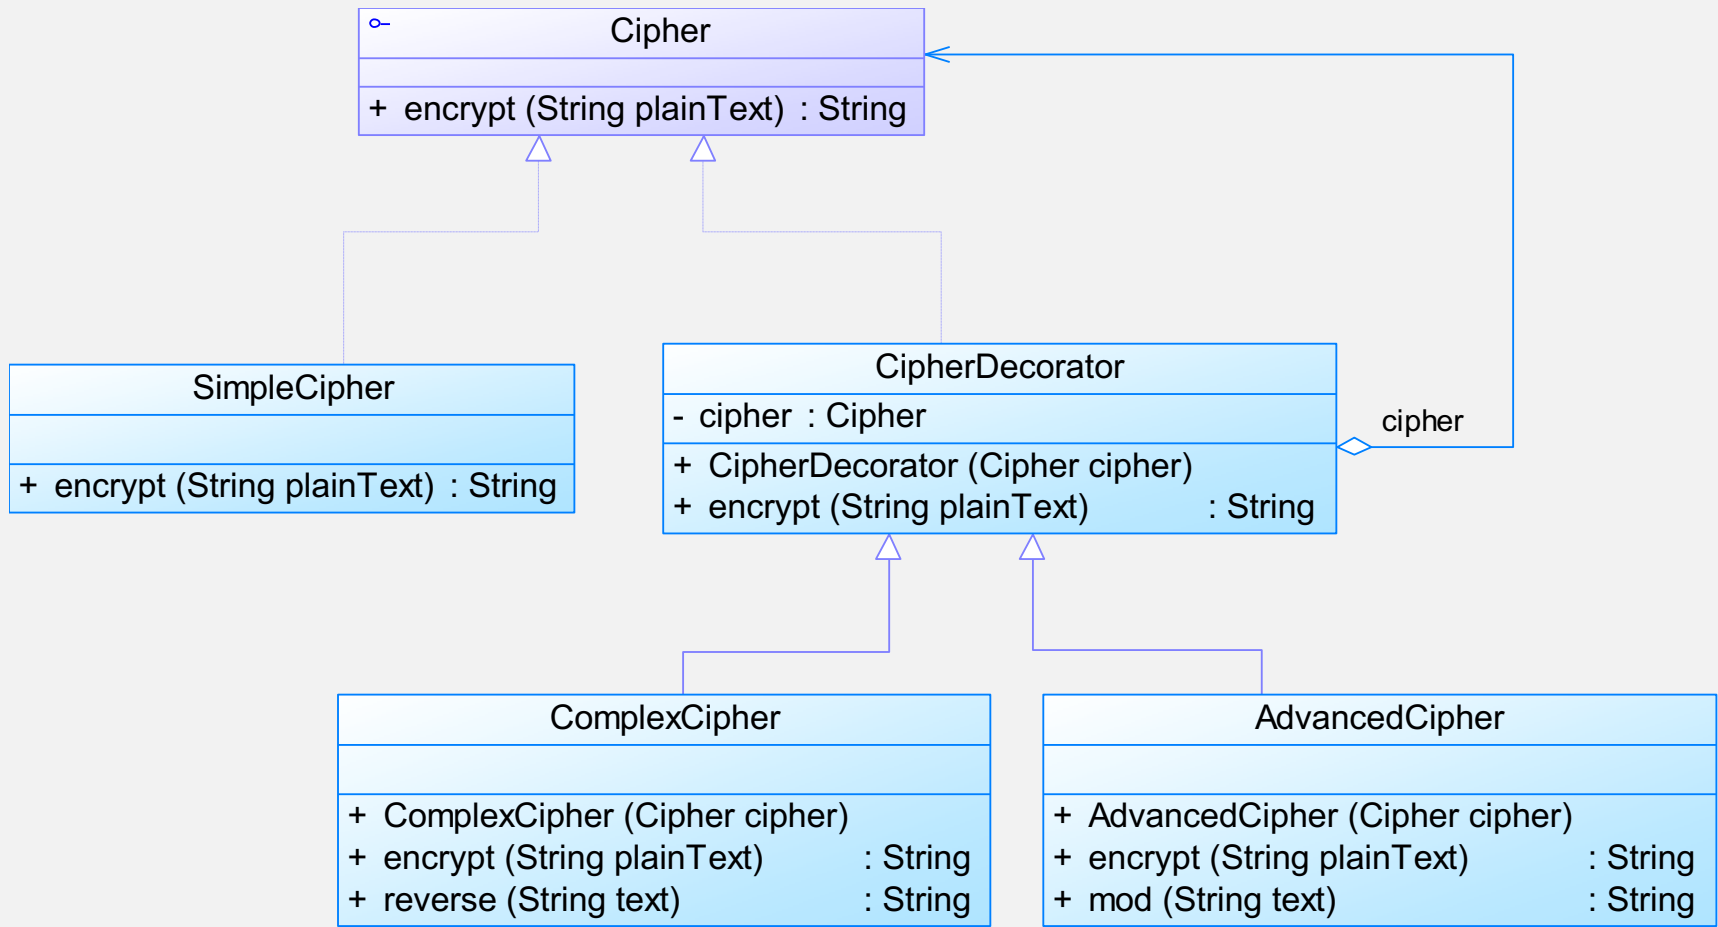 Cipher
+ encrypt (String plainText) : String
SimpleCipher
+ encrypt (String plainText) : String
CipherDecorator
- cipher : Cipher
+ CipherDecorator (Cipher cipher)
+ encrypt (String plainText) : String
cipher
ComplexCipher
+ ComplexCipher (Cipher cipher)
+ encrypt (String plainText) : String
+ reverse (String text) : String
AdvancedCipher
+ AdvancedCipher (Cipher cipher)
+ encrypt (String plainText) : String
+ mod (String text) : String